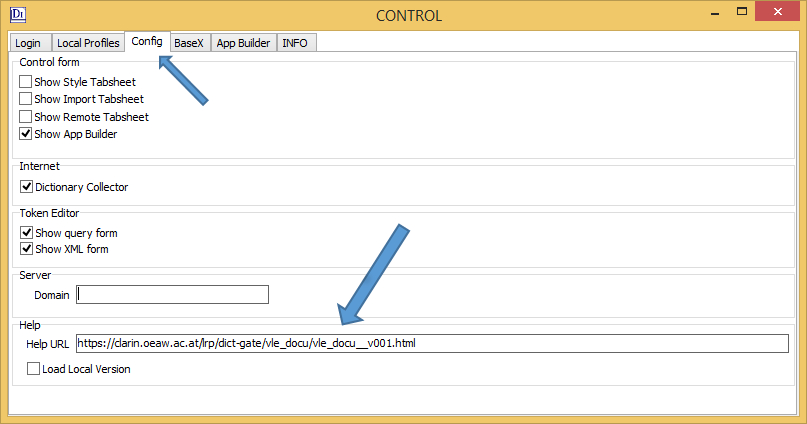 DI
CONTROL
Login Local Profiles Config BaseX App Builder INFO
Control form
Show Style Tabsheet
Show Import Tabsheet
Show Remote Tabsheet
Show App Builder
Internet
Dictionary Collector
Token Editor
Show query form
Show XML form
Server
Domain
Help
Help URL https://clarin.oeaw.ac.at/lrp/dict-gate/vle_docu/vle_docu__v001.html
Load Local Version